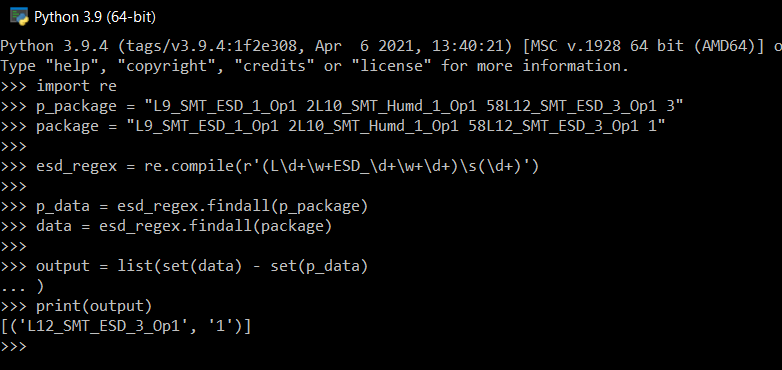 Python 3.9 (64-bit)
Python 3.9.4 (tags/v3.9.4:1f2e308, Apr  6 2021, 13:40:21) [MSC v.1928 64 bit (AMD64)] o
Type "help", "copyright", "credits" or "license" for more information.
>>> import re
>>> p_package = "L9_SMT_ESD_1_Op1 2L10_SMT_Humd_1_Op1 58L12_SMT_ESD_3_Op1 3"
>>> package = "L9_SMT_ESD_1_Op1 2L10_SMT_Humd_1_Op1 58L12_SMT_ESD_3_Op1 1"
>>>
>>> esd_regex = re.compile(r'(L\d+\w+ESD_\d+\w+\d+)\s(\d+)')
>>>
>>> p_data = esd_regex.findall(p_package)
>>> data = esd_regex.findall(package)
>>>
>>> output = list(set(data) - set(p_data)
... )
>>> print(output)
[('L12_SMT_ESD_3_Op1', '1')]
>>>